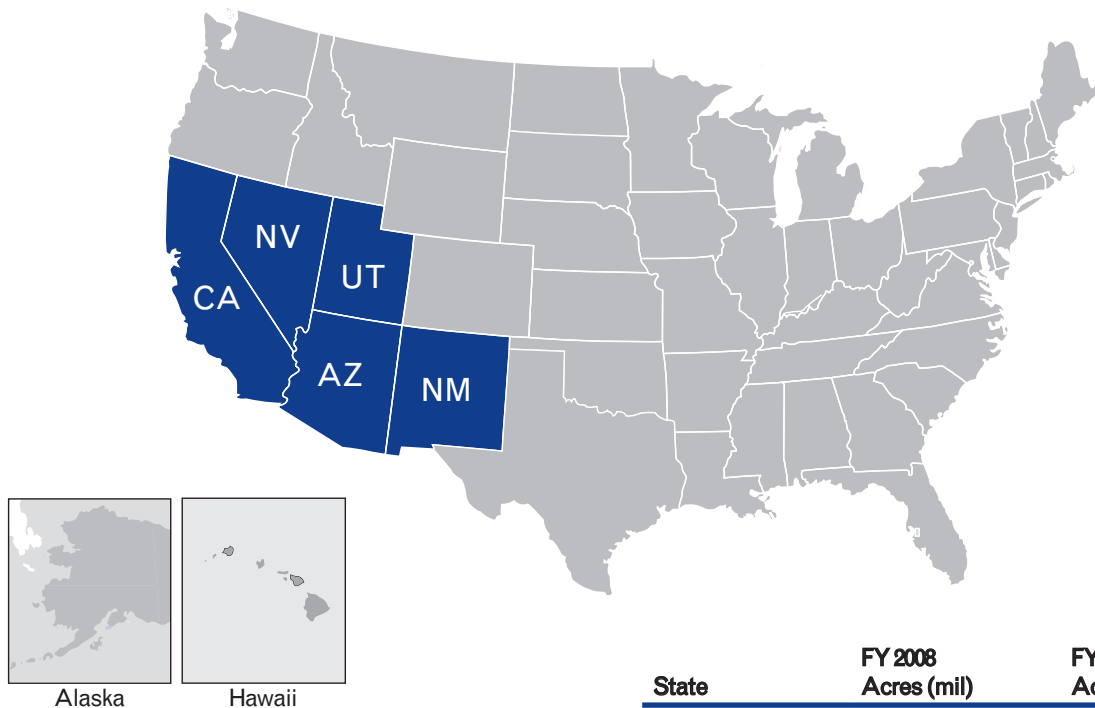 NV
UT
CA
AZ
NM
Alaska
Hawaii
FY 2008
State Acres (mil)